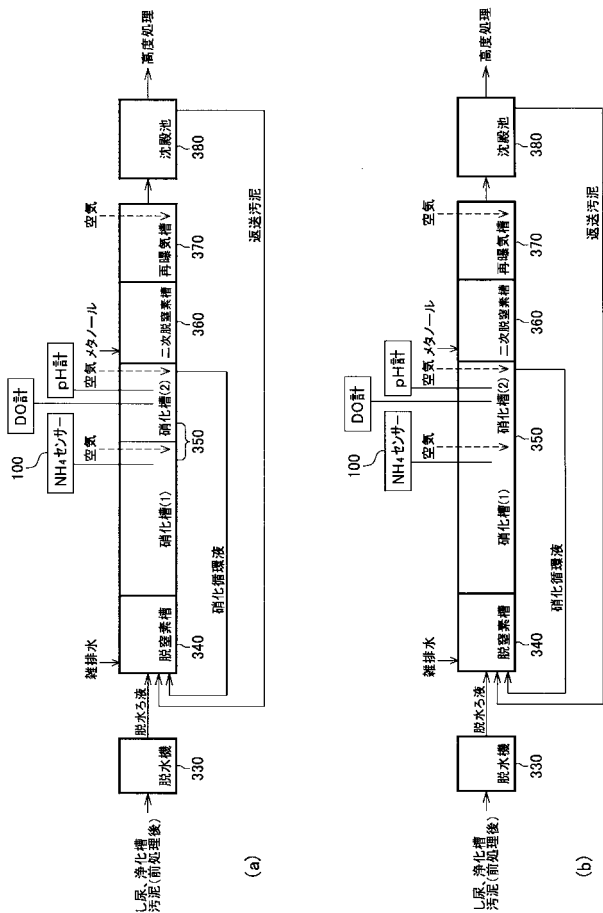 し尿、浄化槽
汚泥(前処理後)
脱水機
330
脱水ろ液
雑排水
脱窒素槽
340
硝化槽(1)
硝化槽(2)
350
100
NH₄センサー
DO計
pH計
空気
空気
メタノール
二次脱窒素槽
360
空気
再曝気槽
370
沈殿池
380
高度処理
硝化循環液
返送汚泥
(a)
し尿、浄化槽
汚泥(前処理後)
脱水機
330
脱水ろ液
雑排水
脱窒素槽
340
硝化槽(1)
硝化槽(2)
350
100
NH₄センサー
DO計
pH計
空気
空気
メタノール
二次脱窒素槽
360
空気
再曝気槽
370
沈殿池
380
高度処理
硝化循環液
返送汚泥
(b)